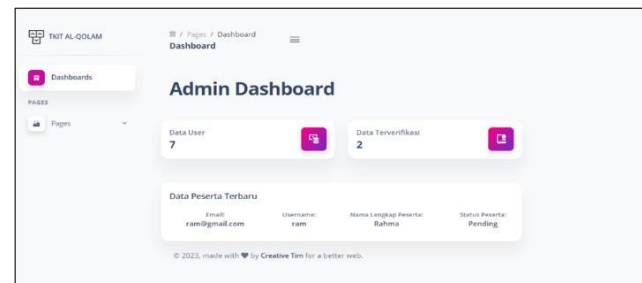 TKIT AL-QOLAM
/ Pages / Dashboard
Dashboard
Dashboards
PAGES
Pages
Admin Dashboard
Data User
7
Data Terverifikasi
2
Data Peserta Terbaru
Email: Username: Nama Lengkap Peserta: Status Peserta:
ram@gmail.com ram Rahma Pending
© 2023, made with ♥ by Creative Tim for a better web.